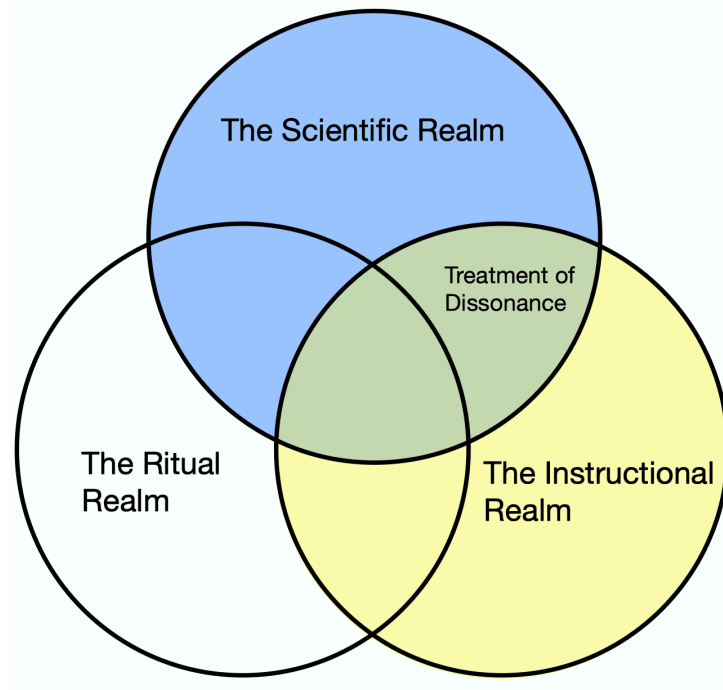 The Scientific Realm
Treatment of
Dissonance
The Ritual
Realm
The Instructional
Realm